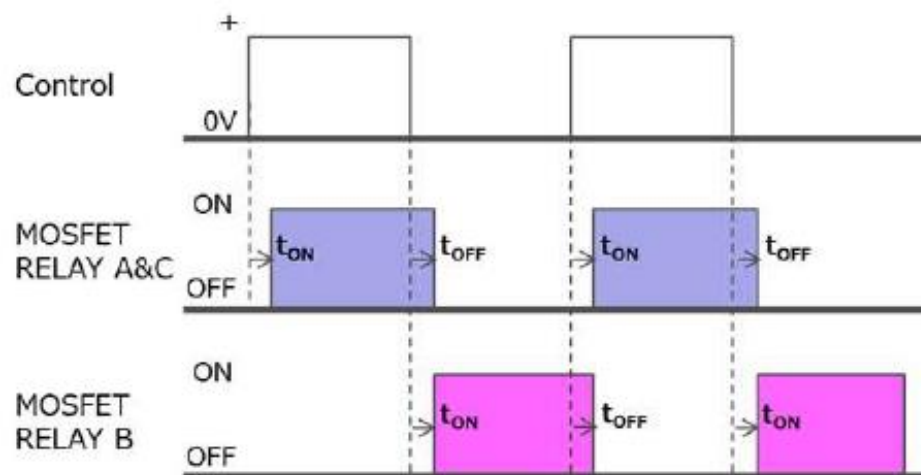 +
Control
0V
ON
MOSFET
RELAY A&C
tON
tOFF
tON
tOFF
OFF
ON
MOSFET
RELAY B
tON
tOFF
tON
OFF